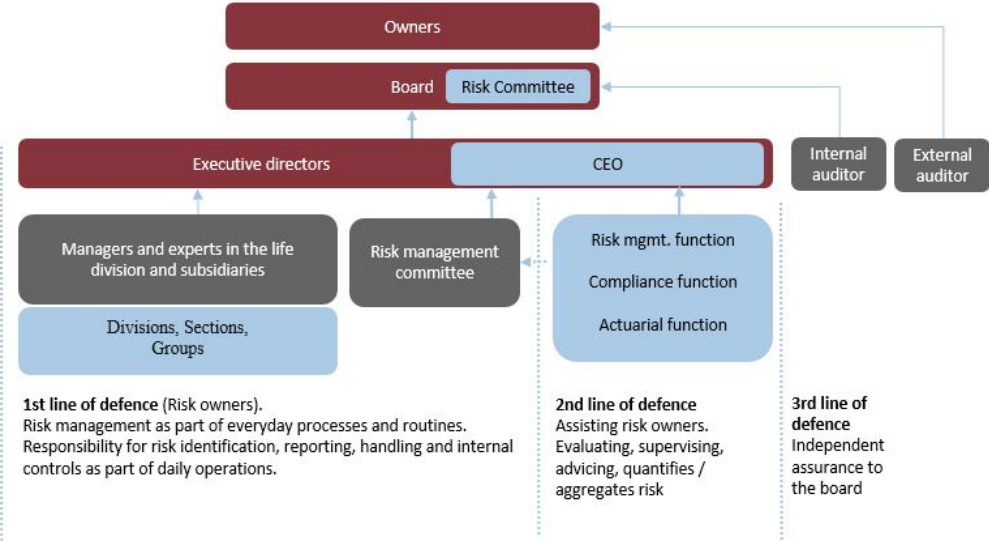 Owners
Board
Risk Committee
Executive directors
CEO
Internal
auditor
External
auditor
Managers and experts in the life
division and subsidiaries
Risk management
committee
Risk mgmt. function
Compliance function
Actuarial function
Divisions, Sections,
Groups
1st line of defence (Risk owners).
Risk management as part of everyday processes and routines.
Responsibility for risk identification, reporting, handling and internal
controls as part of daily operations.
2nd line of defence
Assisting risk owners.
Evaluating, supervising,
advicing, quantifies /
aggregates risk
3rd line of
defence
Independent
assurance to
the board